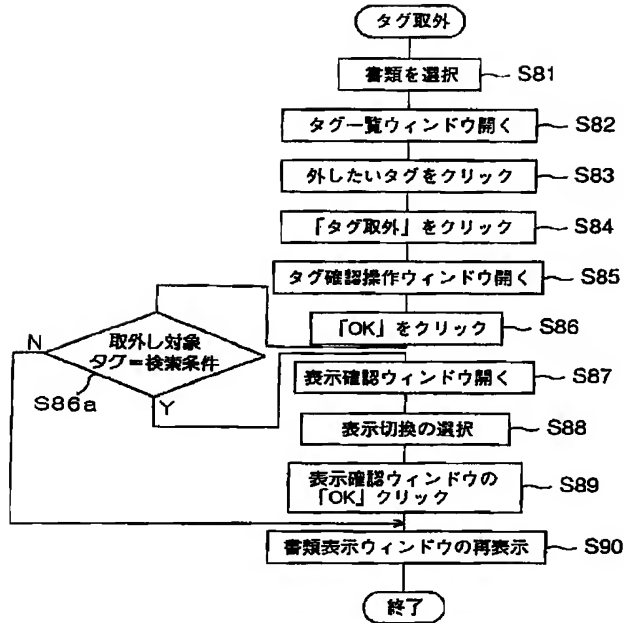 タグ取外
書類を選択
S81
タグ一覧ウィンドウ開く
S82
外したいタグをクリック
S83
「タグ取外」をクリック
S84
タグ確認操作ウィンドウ開く
S85
「OK」をクリック
S86
N
取外し対象
タグ=検索条件
S86a
Y
表示確認ウィンドウ開く
S87
表示切換の選択
S88
表示確認ウィンドウの
「OK」クリック
S89
書類表示ウィンドウの再表示
S90
終了